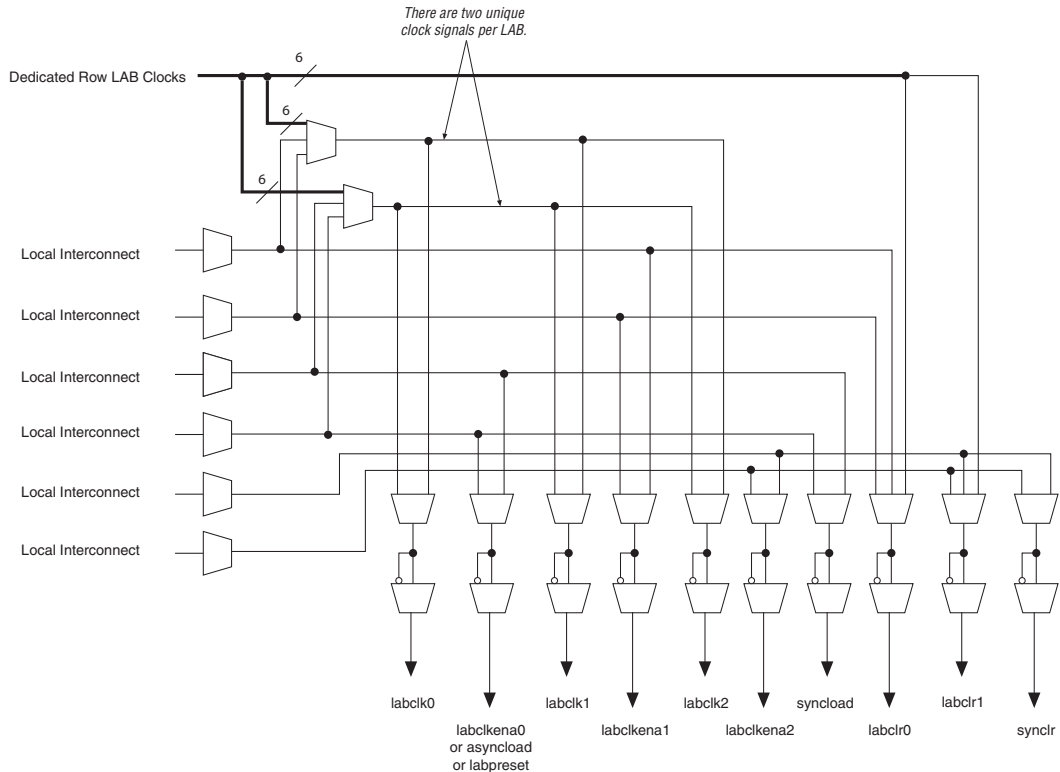 There are two unique
clock signals per LAB.
6
Dedicated Row LAB Clocks
6
6
Local Interconnect
Local Interconnect
Local Interconnect
Local Interconnect
Local Interconnect
Local Interconnect
labclk0
labclk1
labclk2
syncload
labclr1
labclkena0
or asyncload
or labpreset
labclkena1
labclkena2
labclr0
synclr